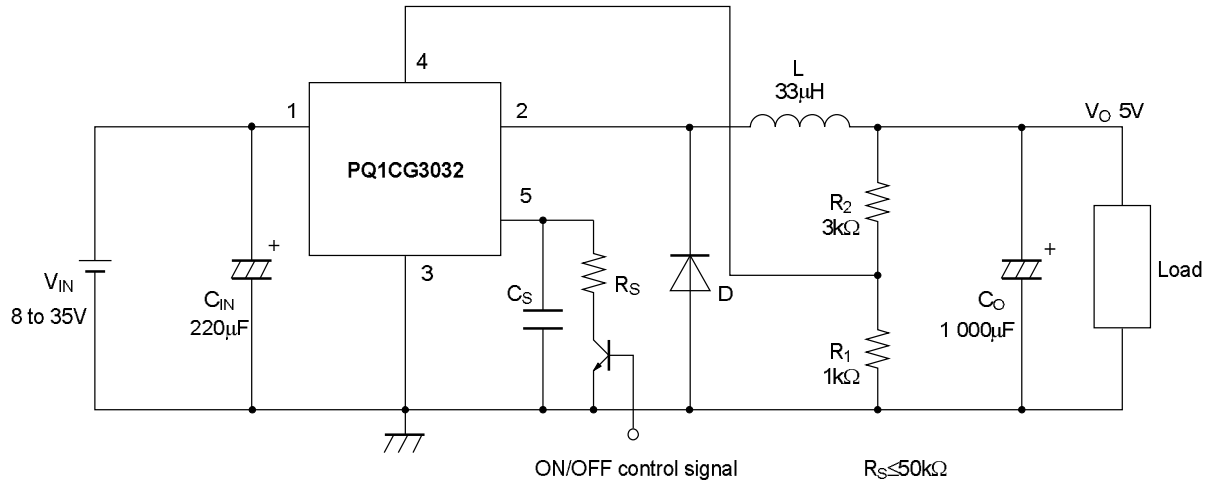 4
L
33μH
1
2
VO 5V
PQ1CG3032
5
R2
3kΩ
3
VIN
8 to 35V
CIN
220μF
+
CS
RS
D
CO
1 000μF
+
Load
R1
1kΩ
ON/OFF control signal
RS≤50kΩ